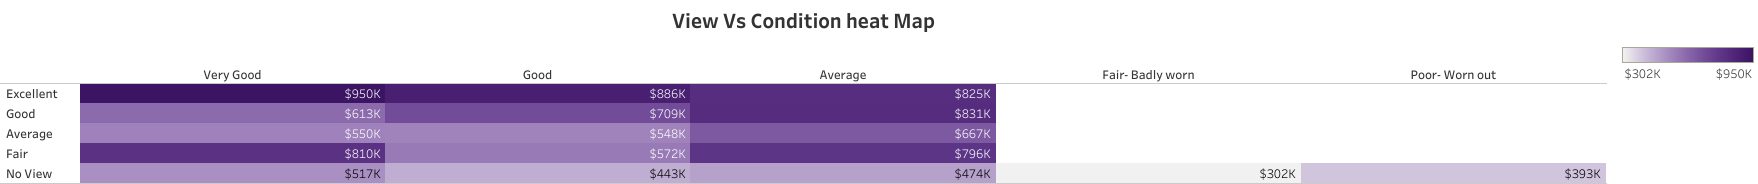 View Vs Condition heat Map
$302K $950K
Very Good Good Average Fair- Badly worn Poor- Worn out
Excellent $950K $886K $825K
Good $613K $709K $831K
Average $550K $548K $667K
Fair $810K $572K $796K
No View $517K $443K $474K $302K $393K